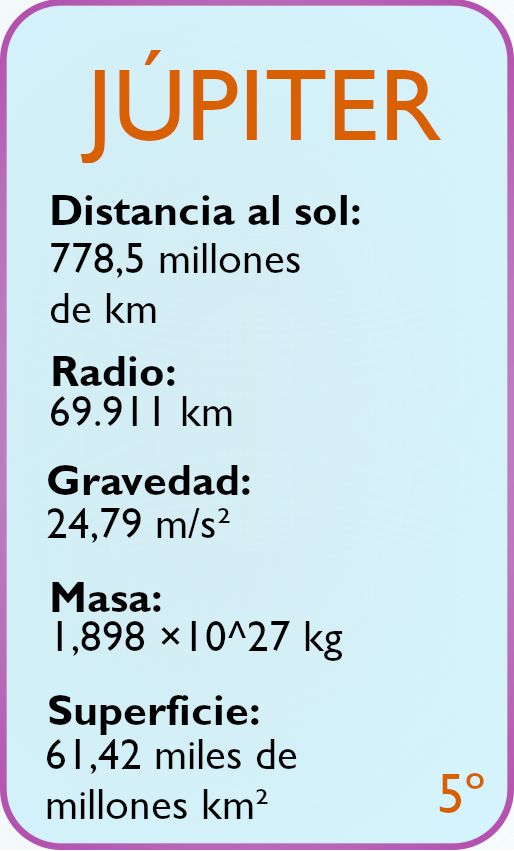 JÚPITER
Distancia al sol:
778,5 millones
de km
Radio:
69.911 km
Gravedad:
24,79 m/s²
Masa:
1,898 ×10^27 kg
Superficie:
61,42 miles de
millones km²
5º